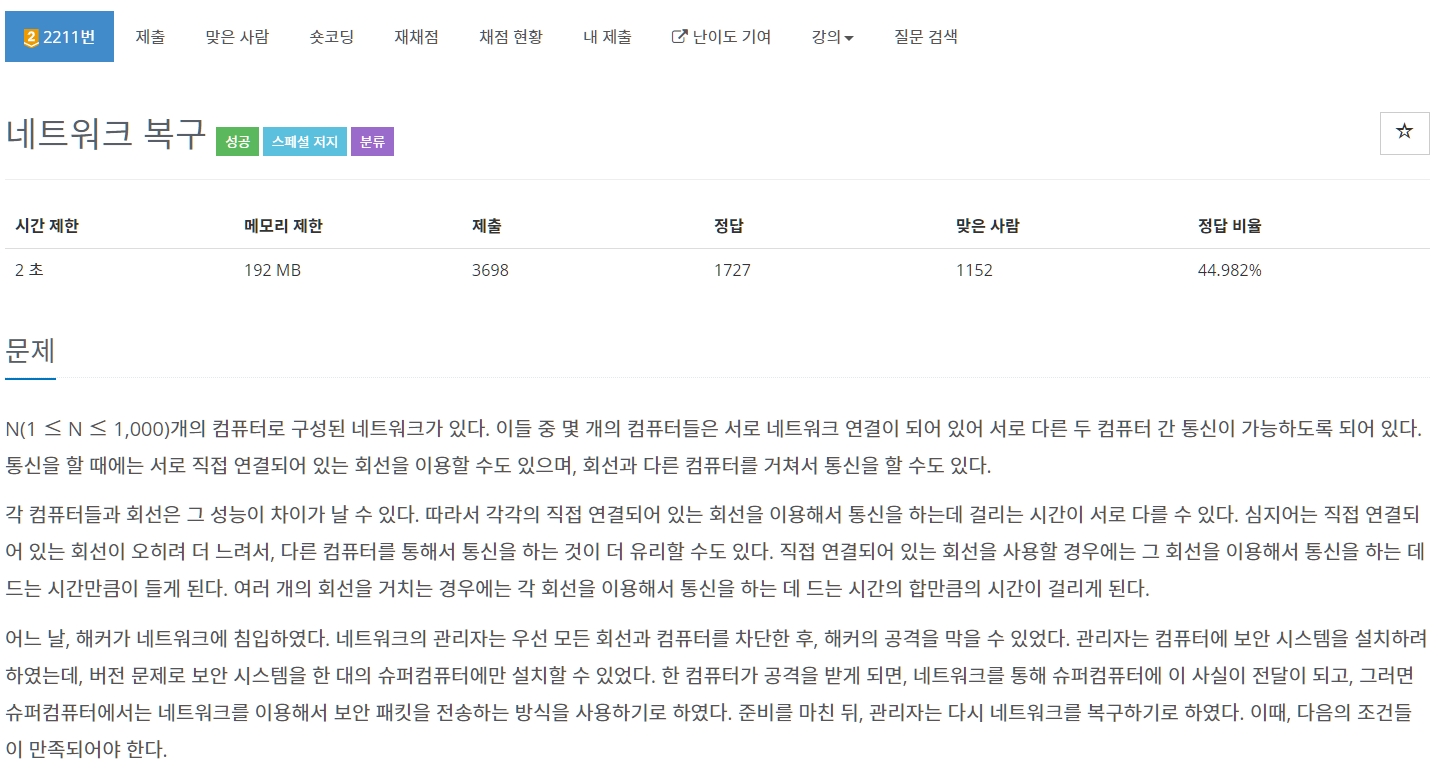 2 2211번 제출 맞은 사람 숏코딩 재채점 채점 현황 내 제출 난이도 기여 강의 질문 검색
네트워크 복구 성공 스페셜 저지 분류
시간 제한 메모리 제한 제출 정답 맞은 사람 정답 비율
2 초 192 MB 3698 1727 1152 44.982%
문제
N(1 ≤ N ≤ 1,000)개의 컴퓨터로 구성된 네트워크가 있다. 이들 중 몇 개의 컴퓨터들은 서로 네트워크 연결이 되어 있어 서로 다른 두 컴퓨터 간 통신이 가능하도록 되어 있다.
통신을 할 때에는 서로 직접 연결되어 있는 회선을 이용할 수도 있으며, 회선과 다른 컴퓨터를 거쳐서 통신을 할 수도 있다.
각 컴퓨터들과 회선은 그 성능이 차이가 날 수 있다. 따라서 각각의 직접 연결되어 있는 회선을 이용해서 통신을 하는데 걸리는 시간이 서로 다를 수 있다. 심지어는 직접 연결되
어 있는 회선이 오히려 더 느려서, 다른 컴퓨터를 통해서 통신을 하는 것이 더 유리할 수도 있다. 직접 연결되어 있는 회선을 사용할 경우에는 그 회선을 이용해서 통신을 하는 데
드는 시간만큼이 들게 된다. 여러 개의 회선을 거치는 경우에는 각 회선을 이용해서 통신을 하는 데 드는 시간의 합만큼의 시간이 걸리게 된다.
어느 날, 해커가 네트워크에 침입하였다. 네트워크의 관리자는 우선 모든 회선과 컴퓨터를 차단한 후, 해커의 공격을 막을 수 있었다. 관리자는 컴퓨터에 보안 시스템을 설치하려
하였는데, 버전 문제로 보안 시스템을 한 대의 슈퍼컴퓨터에만 설치할 수 있었다. 한 컴퓨터가 공격을 받게 되면, 네트워크를 통해 슈퍼컴퓨터에 이 사실이 전달이 되고, 그러면
슈퍼컴퓨터에서는 네트워크를 이용해서 보안 패킷을 전송하는 방식을 사용하기로 하였다. 준비를 마친 뒤, 관리자는 다시 네트워크를 복구하기로 하였다. 이때, 다음의 조건들
이 만족되어야 한다.